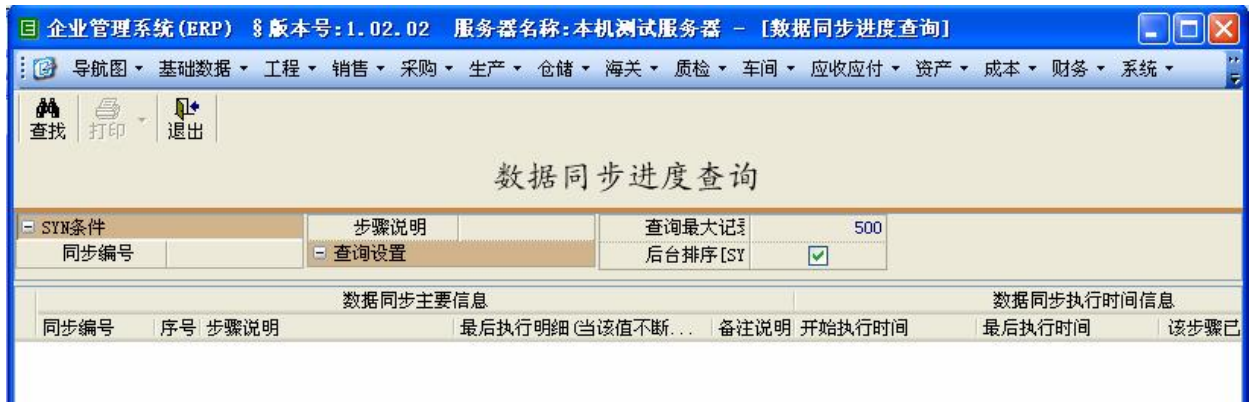 企业管理系统(ERP) §版本号:1.02.02 服务器名称:本机测试服务器 - [数据同步进度查询]
导航图 基础数据 工程 销售 采购 生产 仓储 海关 质检 车间 应收应付 资产 成本 财务 系统
查找 打印 退出
数据同步进度查询
SYN条件 步骤说明 查询最大记 500
同步编号 查询设置 后台排序[SY
数据同步主要信息 数据同步执行时间信息
同步编号 序号 步骤说明 最后执行明细(当该值不断... 备注说明 开始执行时间 最后执行时间 该步骤已